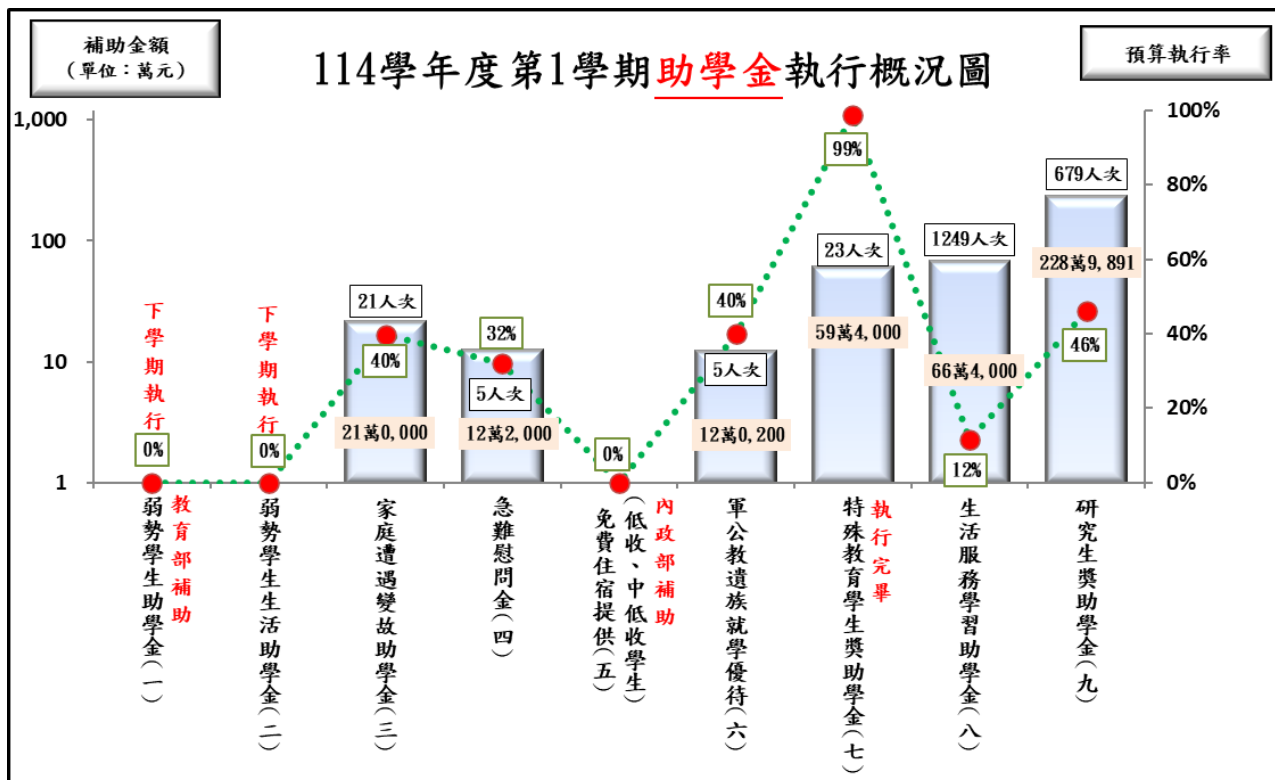 補助金額
(單位：萬元)
114學年度第1學期助學金執行概況圖
預算執行率
1,000
100
10
1
100%
80%
60%
40%
20%
0%
下學期執行
0%
下學期執行
0%
21人次
40%
21萬0,000
32%
5人次
12萬2,000
0%
40%
5人次
12萬0,200
99%
23人次
59萬4,000
1249人次
66萬4,000
12%
679人次
228萬9,891
46%
弱勢學生助學金(一)
教育部補助
弱勢學生生活助學金(二)
家庭遭遇變故助學金(三)
急難慰問金(四)
(低收、中低收學生)
免費住宿提供(五)
內政部補助
軍公教遺族就學優待(六)
特殊教育學生獎助學金(七)
執行完畢
生活服務學習助學金(八)
研究生獎助學金(九)